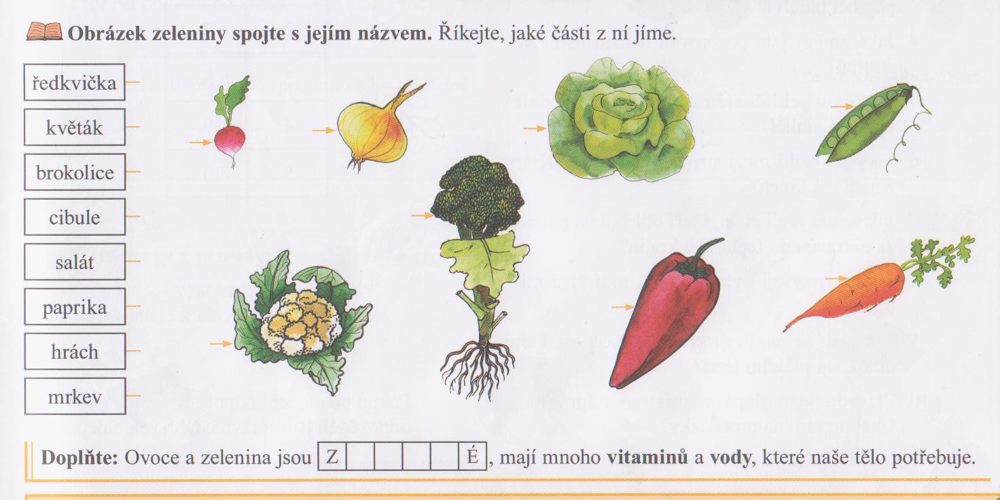 Obrázek zeleniny spojte s jejím názvem. Říkejte, jaké části z ní jíme.
ředkvička
květák
brokolice
cibule
salát
paprika
hrách
mrkev
Doplňte: Ovoce a zelenina jsou Z É, mají mnoho vitaminů a vody, které naše tělo potřebuje.